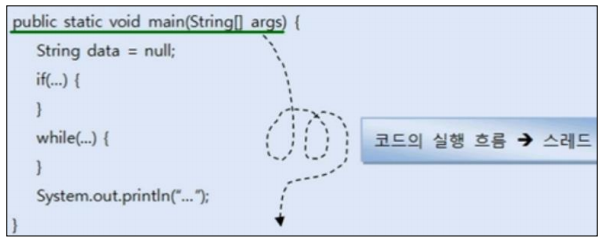 public static void main(String[] args) {
String data = null;
if(...) {
}
while(...) {
}
System.out.println("...");
}
코드의 실행 흐름 ➔ 스레드